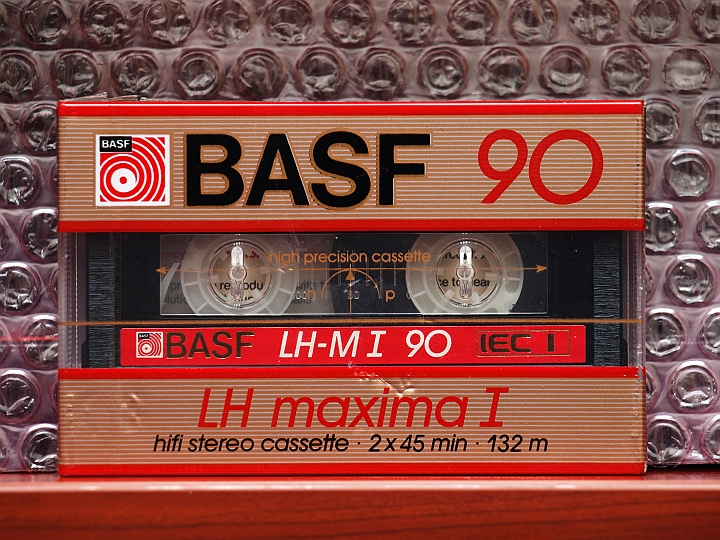 BASF
BASF 90
high precision cassette
BASF LH-M I 90 IEC I
LH maxima I
hifi stereo cassette · 2 x 45 min · 132 m